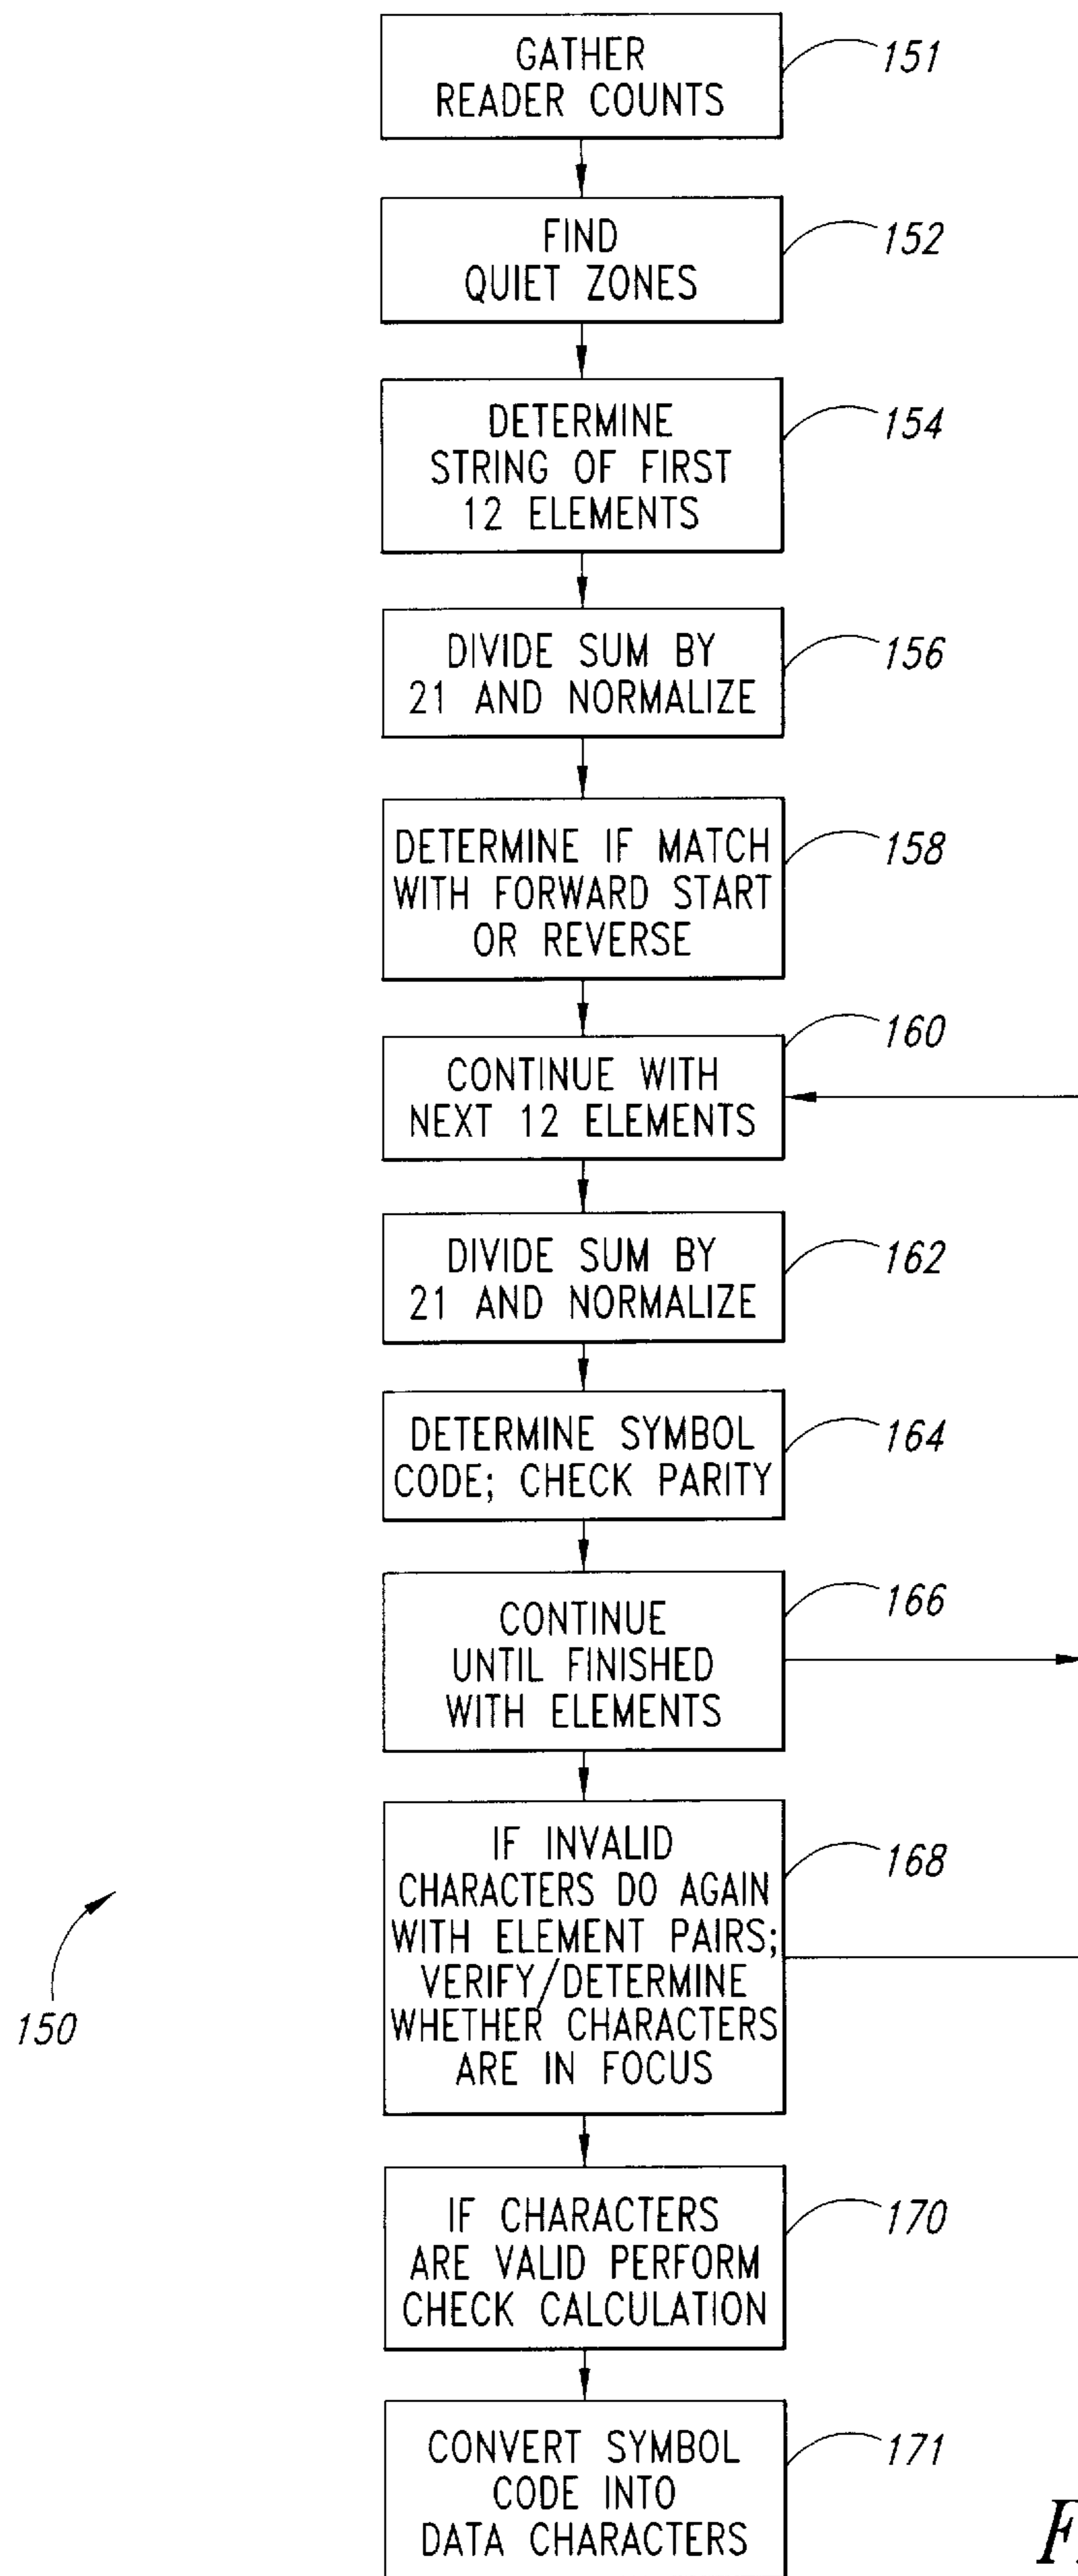 GATHER
READER COUNTS
151
FIND
QUIET ZONES
152
DETERMINE
STRING OF FIRST
12 ELEMENTS
154
DIVIDE SUM BY
21 AND NORMALIZE
156
DETERMINE IF MATCH
WITH FORWARD START
OR REVERSE
158
CONTINUE WITH
NEXT 12 ELEMENTS
160
DIVIDE SUM BY
21 AND NORMALIZE
162
DETERMINE SYMBOL
CODE; CHECK PARITY
164
CONTINUE
UNTIL FINISHED
WITH ELEMENTS
166
IF INVALID
CHARACTERS DO AGAIN
WITH ELEMENT PAIRS;
VERIFY/DETERMINE
WHETHER CHARACTERS
ARE IN FOCUS
168
150
IF CHARACTERS
ARE VALID PERFORM
CHECK CALCULATION
170
CONVERT SYMBOL
CODE INTO
DATA CHARACTERS
171